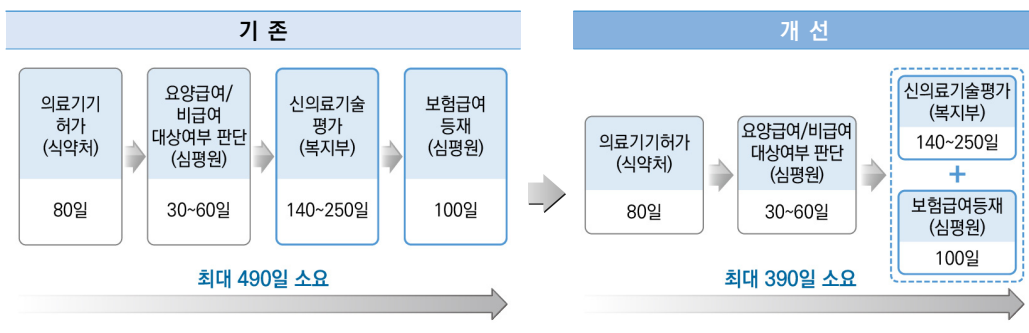 기 존
의료기기
허가
(식약처)
80일
요양급여/
비급여
대상여부 판단
(심평원)
30~60일
신의료기술
평가
(복지부)
140~250일
보험급여
등재
(심평원)
100일
최대 490일 소요
개 선
의료기기허가
(식약처)
80일
요양급여/비급여
대상여부 판단
(심평원)
30~60일
신의료기술평가
(복지부)
140~250일
+
보험급여등재
(심평원)
100일
최대 390일 소요